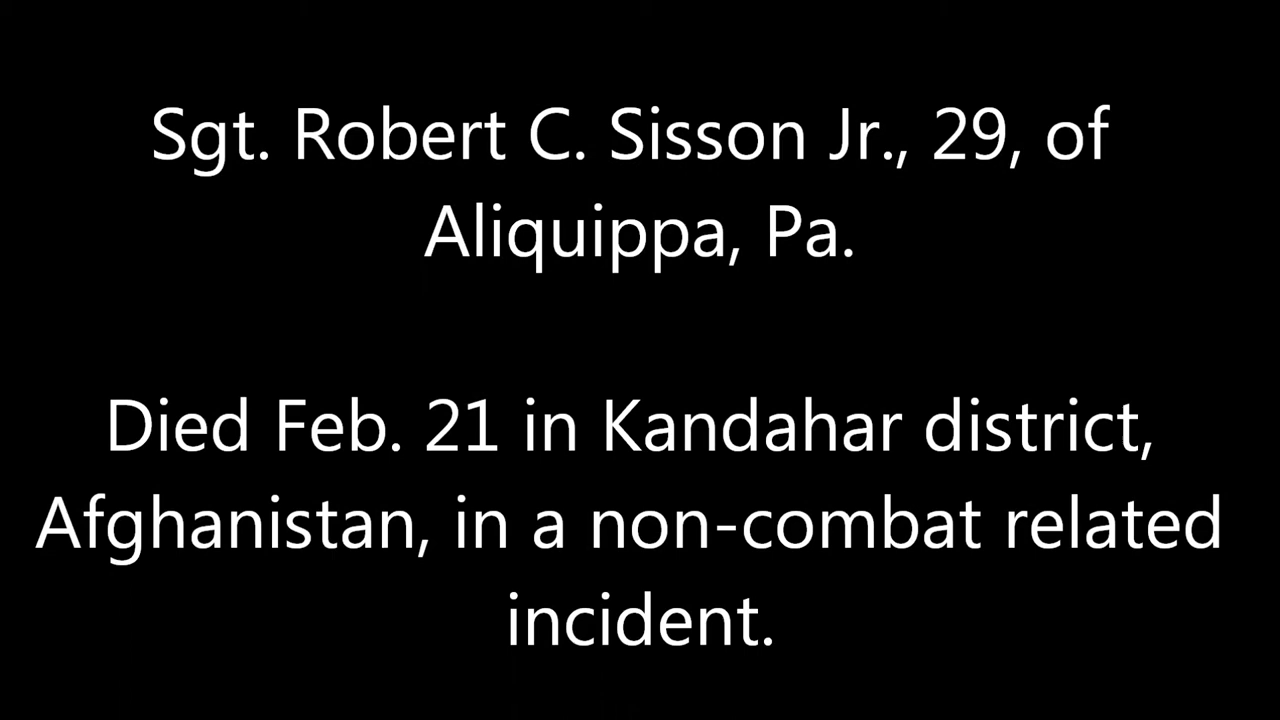 Sgt. Robert C. Sisson Jr., 29, of
Aliquippa, Pa.
Died Feb. 21 in Kandahar district,
Afghanistan, in a non-combat related
incident.